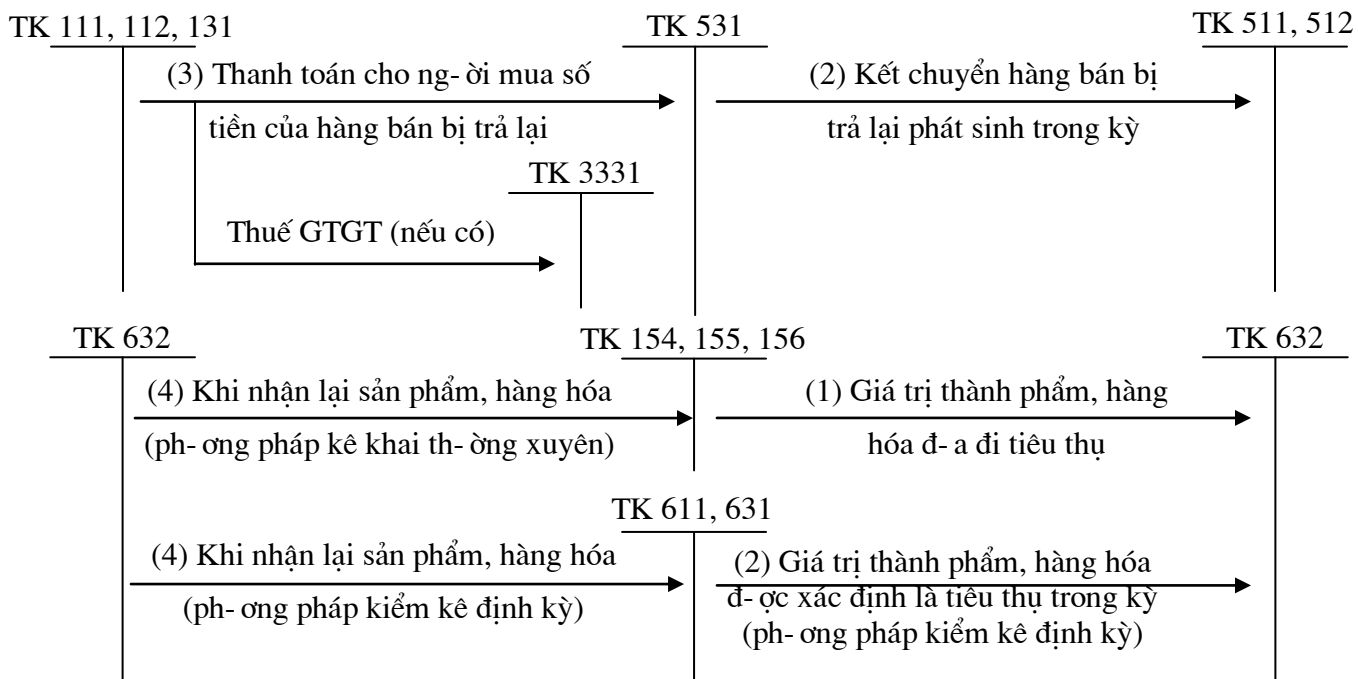 TK 111, 112, 131
TK 531
TK 511, 512
(3) Thanh toán cho ng- ời mua số
tiền của hàng bán bị trả lại
(2) Kết chuyển hàng bán bị
trả lại phát sinh trong kỳ
TK 3331
Thuế GTGT (nếu có)
TK 632
TK 154, 155, 156
TK 632
(4) Khi nhận lại sản phẩm, hàng hóa
(ph- ơng pháp kê khai th- ờng xuyên)
(1) Giá trị thành phẩm, hàng
hóa đ- a đi tiêu thụ
TK 611, 631
(4) Khi nhận lại sản phẩm, hàng hóa
(ph- ơng pháp kiểm kê định kỳ)
(2) Giá trị thành phẩm, hàng hóa
đ- ợc xác định là tiêu thụ trong kỳ
(ph- ơng pháp kiểm kê định kỳ)